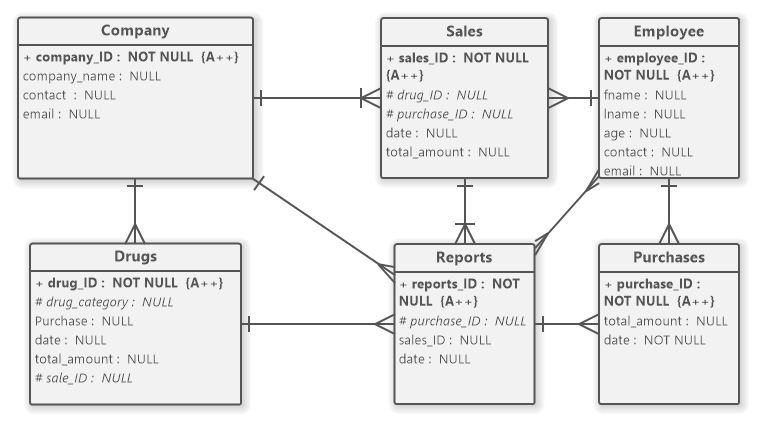 Company
+ company_ID : NOT NULL (A++)
company_name : NULL
contact : NULL
email : NULL
Sales
+ sales_ID : NOT NULL
(A++)
# drug_ID : NULL
# purchase_ID : NULL
date : NULL
total_amount : NULL
Employee
+ employee_ID :
NOT NULL (A++)
fname : NULL
lname : NULL
age : NULL
contact : NULL
email : NULL
Drugs
+ drug_ID : NOT NULL (A++)
# drug_category : NULL
Purchase : NULL
date : NULL
total_amount : NULL
# sale_ID : NULL
Reports
+ reports_ID : NOT
NULL (A++)
# purchase_ID : NULL
sales_ID : NULL
date : NULL
Purchases
+ purchase_ID :
NOT NULL (A++)
total_amount : NULL
date : NOT NULL